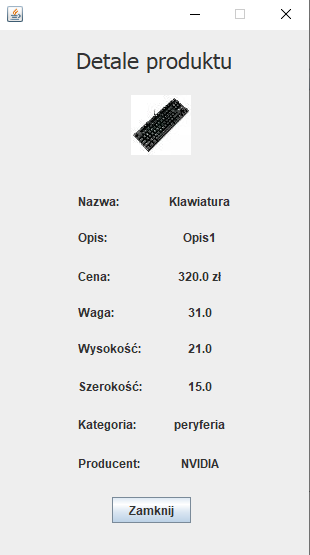 Detale produktu
Nazwa: Klawiatura
Opis: Opis1
Cena: 320.0 zł
Waga: 31.0
Wysokość: 21.0
Szerokość: 15.0
Kategoria: peryferia
Producent: NVIDIA
Zamknij